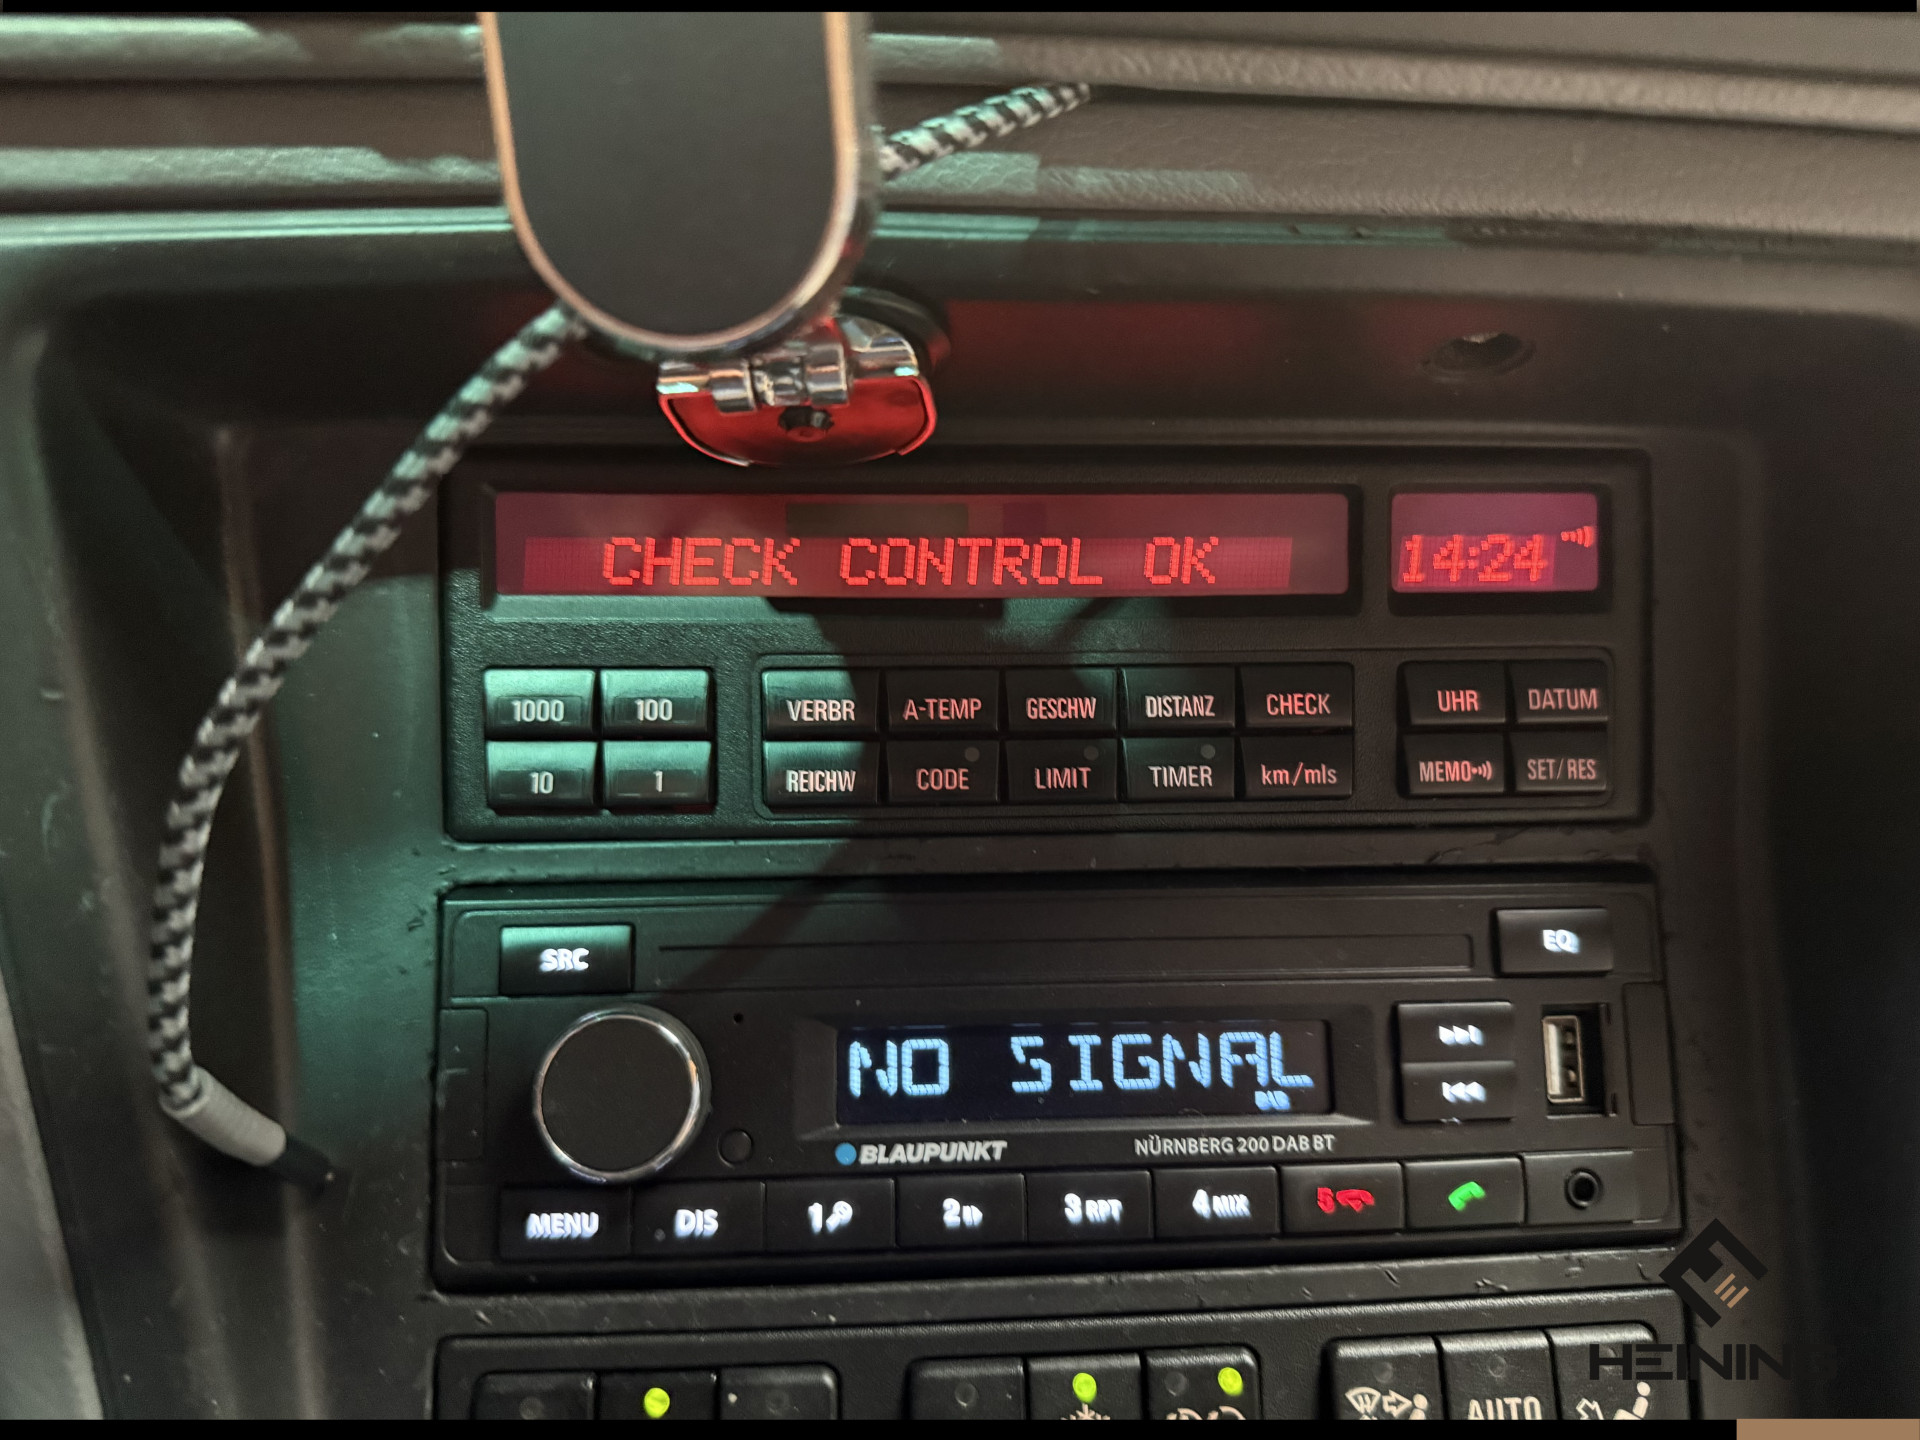 CHECK CONTROL OK
14:24
1000 100 VERBR A-TEMP GESCHW DISTANZ CHECK UHR DATUM
10 1 REICHW CODE LIMIT TIMER km/mls MEMO SET/RES
SRC EQ
NO SIGNAL
DAB
BLAUPUNKT NÜRNBERG 200 DAB BT
MENU DIS 1 2 3 RPT 4 MIX 5
AUTO
HEININ